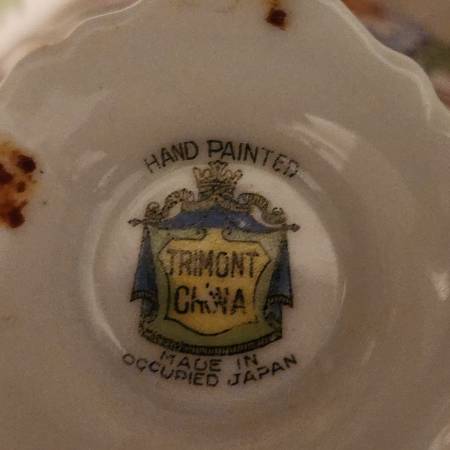 HAND PAINTED
TRIMONT
CHINA
MADE IN
OCCUPIED JAPAN